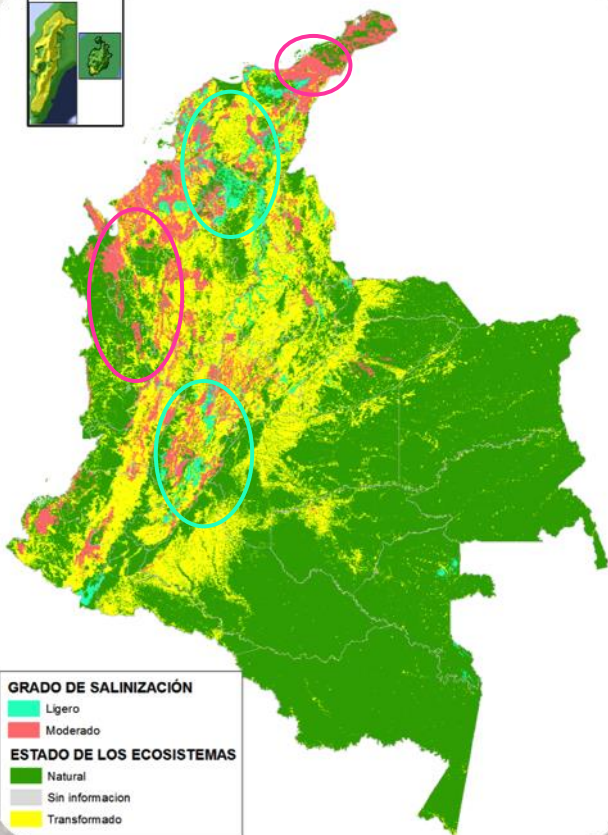 GRADO DE SALINIZACIÓN
Ligero
Moderado
ESTADO DE LOS ECOSISTEMAS
Natural
Sin informacion
Transformado